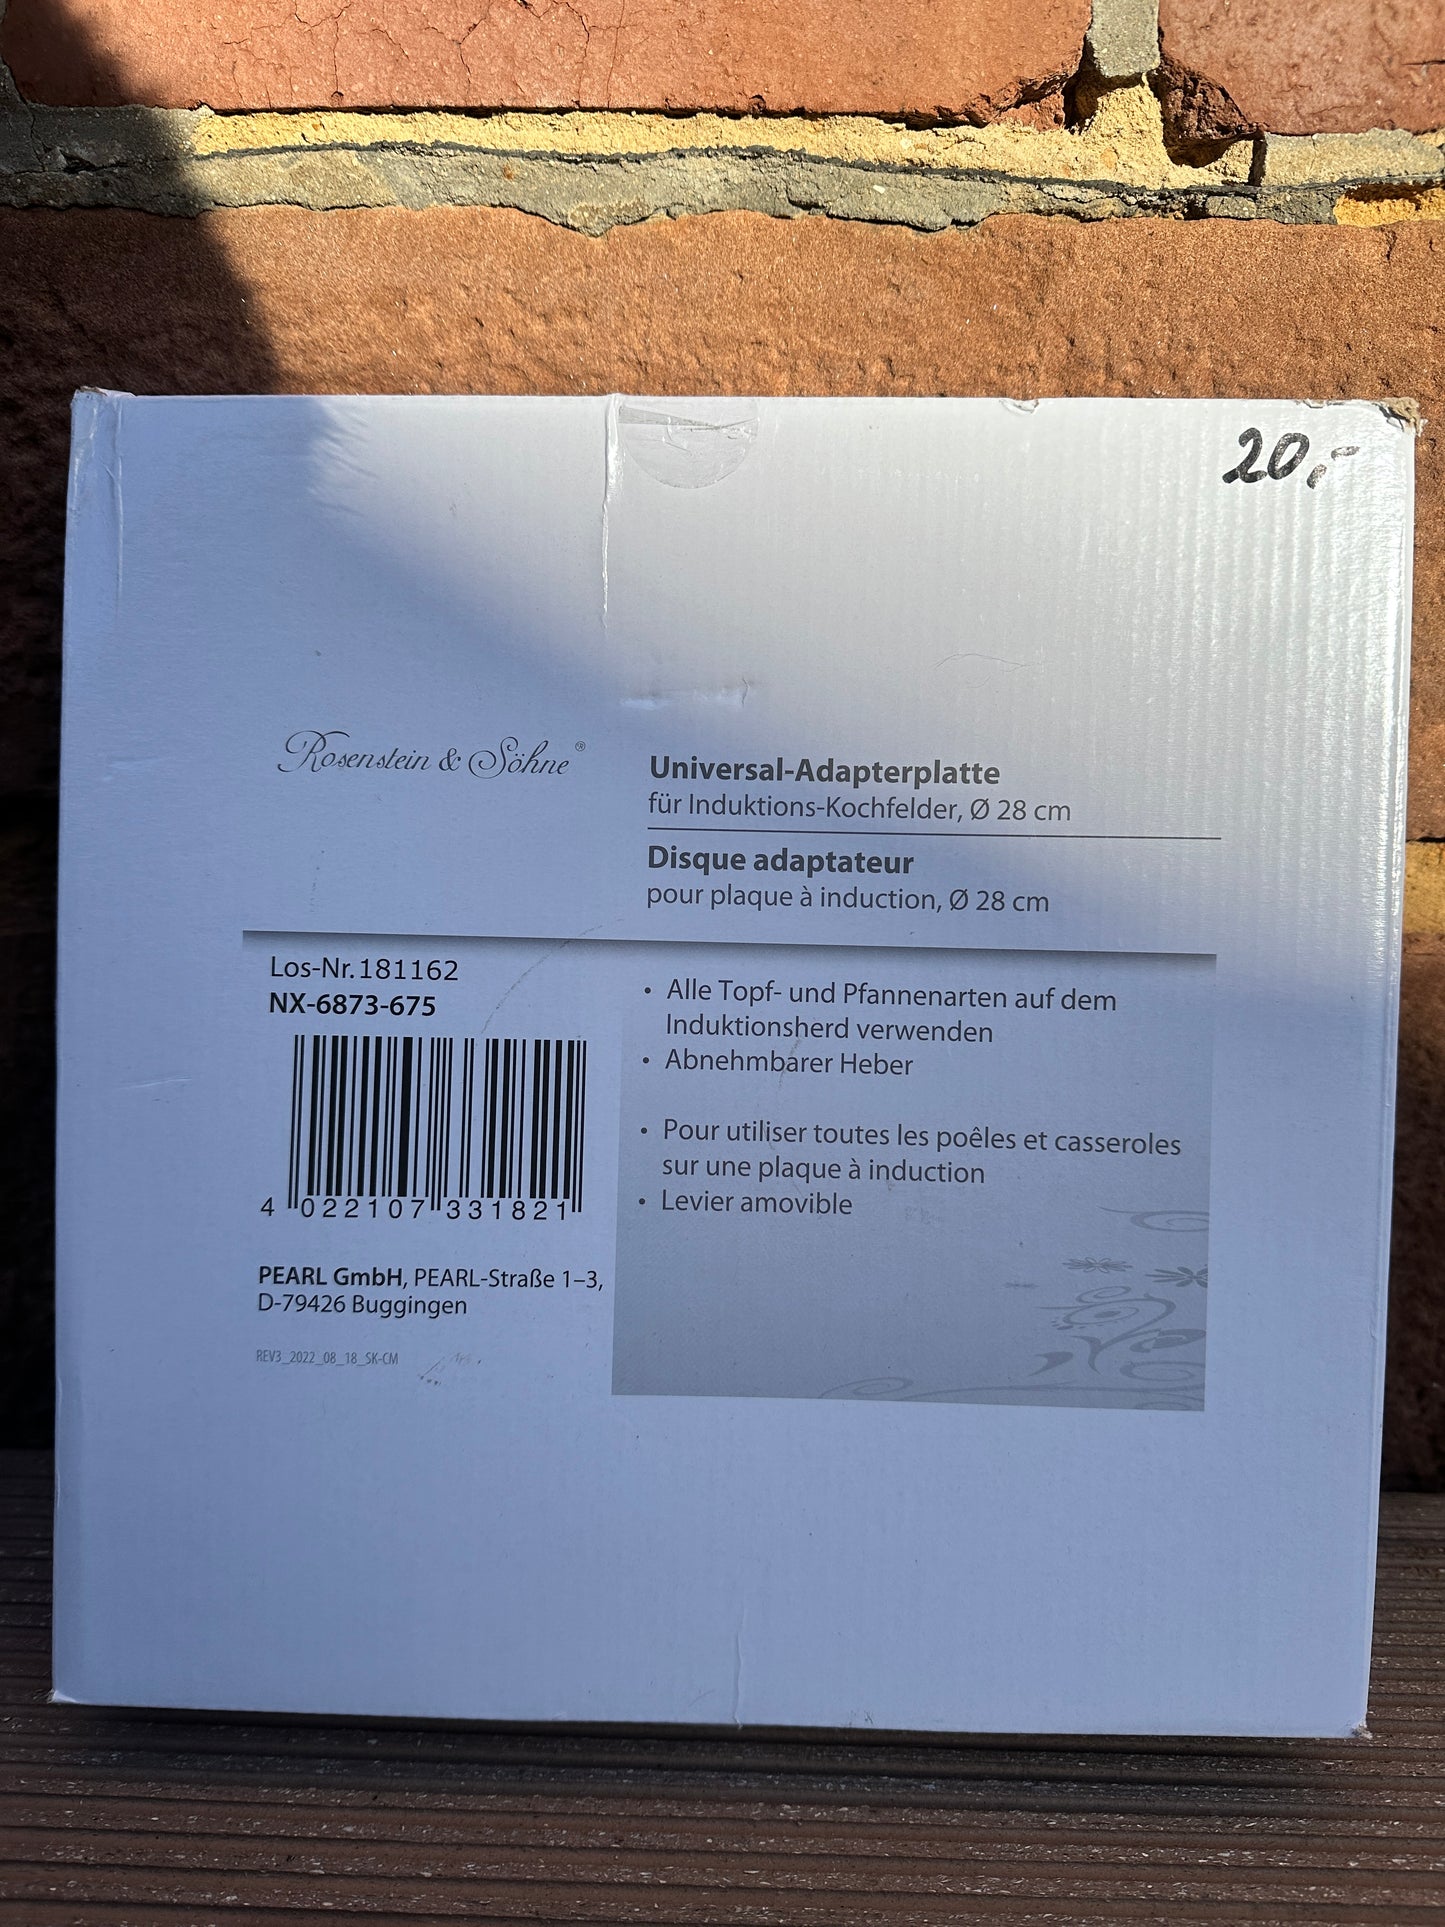 20,-
Rosenstein & Söhne®
Universal-Adapterplatte
für Induktions-Kochfelder, Ø 28 cm
Disque adaptateur
pour plaque à induction, Ø 28 cm
Los-Nr.181162
NX-6873-675
4 022107 331821
PEARL GmbH, PEARL-Straße 1–3,
D-79426 Buggingen
REV3_2022_08_18_SK-CM
• Alle Topf- und Pfannenarten auf dem
Induktionsherd verwenden
• Abnehmbarer Heber
• Pour utiliser toutes les poêles et casseroles
sur une plaque à induction
• Levier amovible